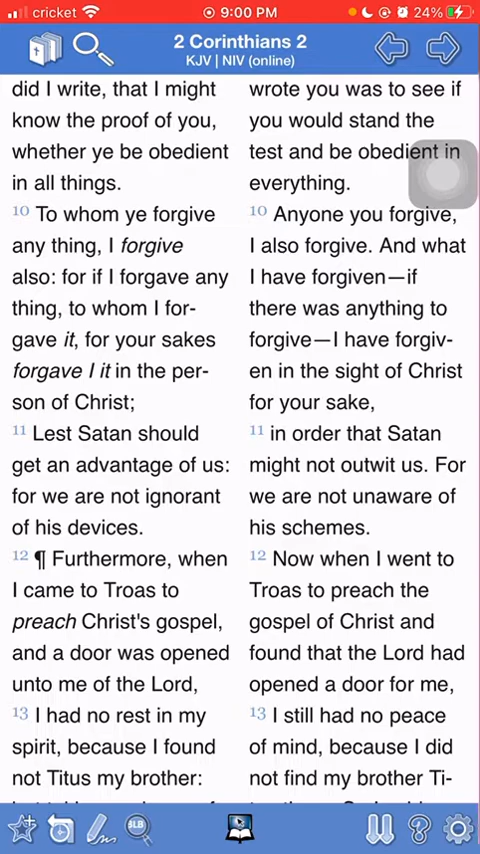 cricket 9:00 PM 24%
2 Corinthians 2
KJV | NIV (online)
did I write, that I might
know the proof of you,
whether ye be obedient
in all things.
10 To whom ye forgive
any thing, I forgive
also: for if I forgave any
thing, to whom I for-
gave it, for your sakes
forgave I it in the per-
son of Christ;
11 Lest Satan should
get an advantage of us:
for we are not ignorant
of his devices.
12 ¶ Furthermore, when
I came to Troas to
preach Christ's gospel,
and a door was opened
unto me of the Lord,
13 I had no rest in my
spirit, because I found
not Titus my brother:
wrote you was to see if
you would stand the
test and be obedient in
everything.
10 Anyone you forgive,
I also forgive. And what
I have forgiven—if
there was anything to
forgive—I have forgiv-
en in the sight of Christ
for your sake,
11 in order that Satan
might not outwit us. For
we are not unaware of
his schemes.
12 Now when I went to
Troas to preach the
gospel of Christ and
found that the Lord had
opened a door for me,
13 I still had no peace
of mind, because I did
not find my brother Ti-
BLB